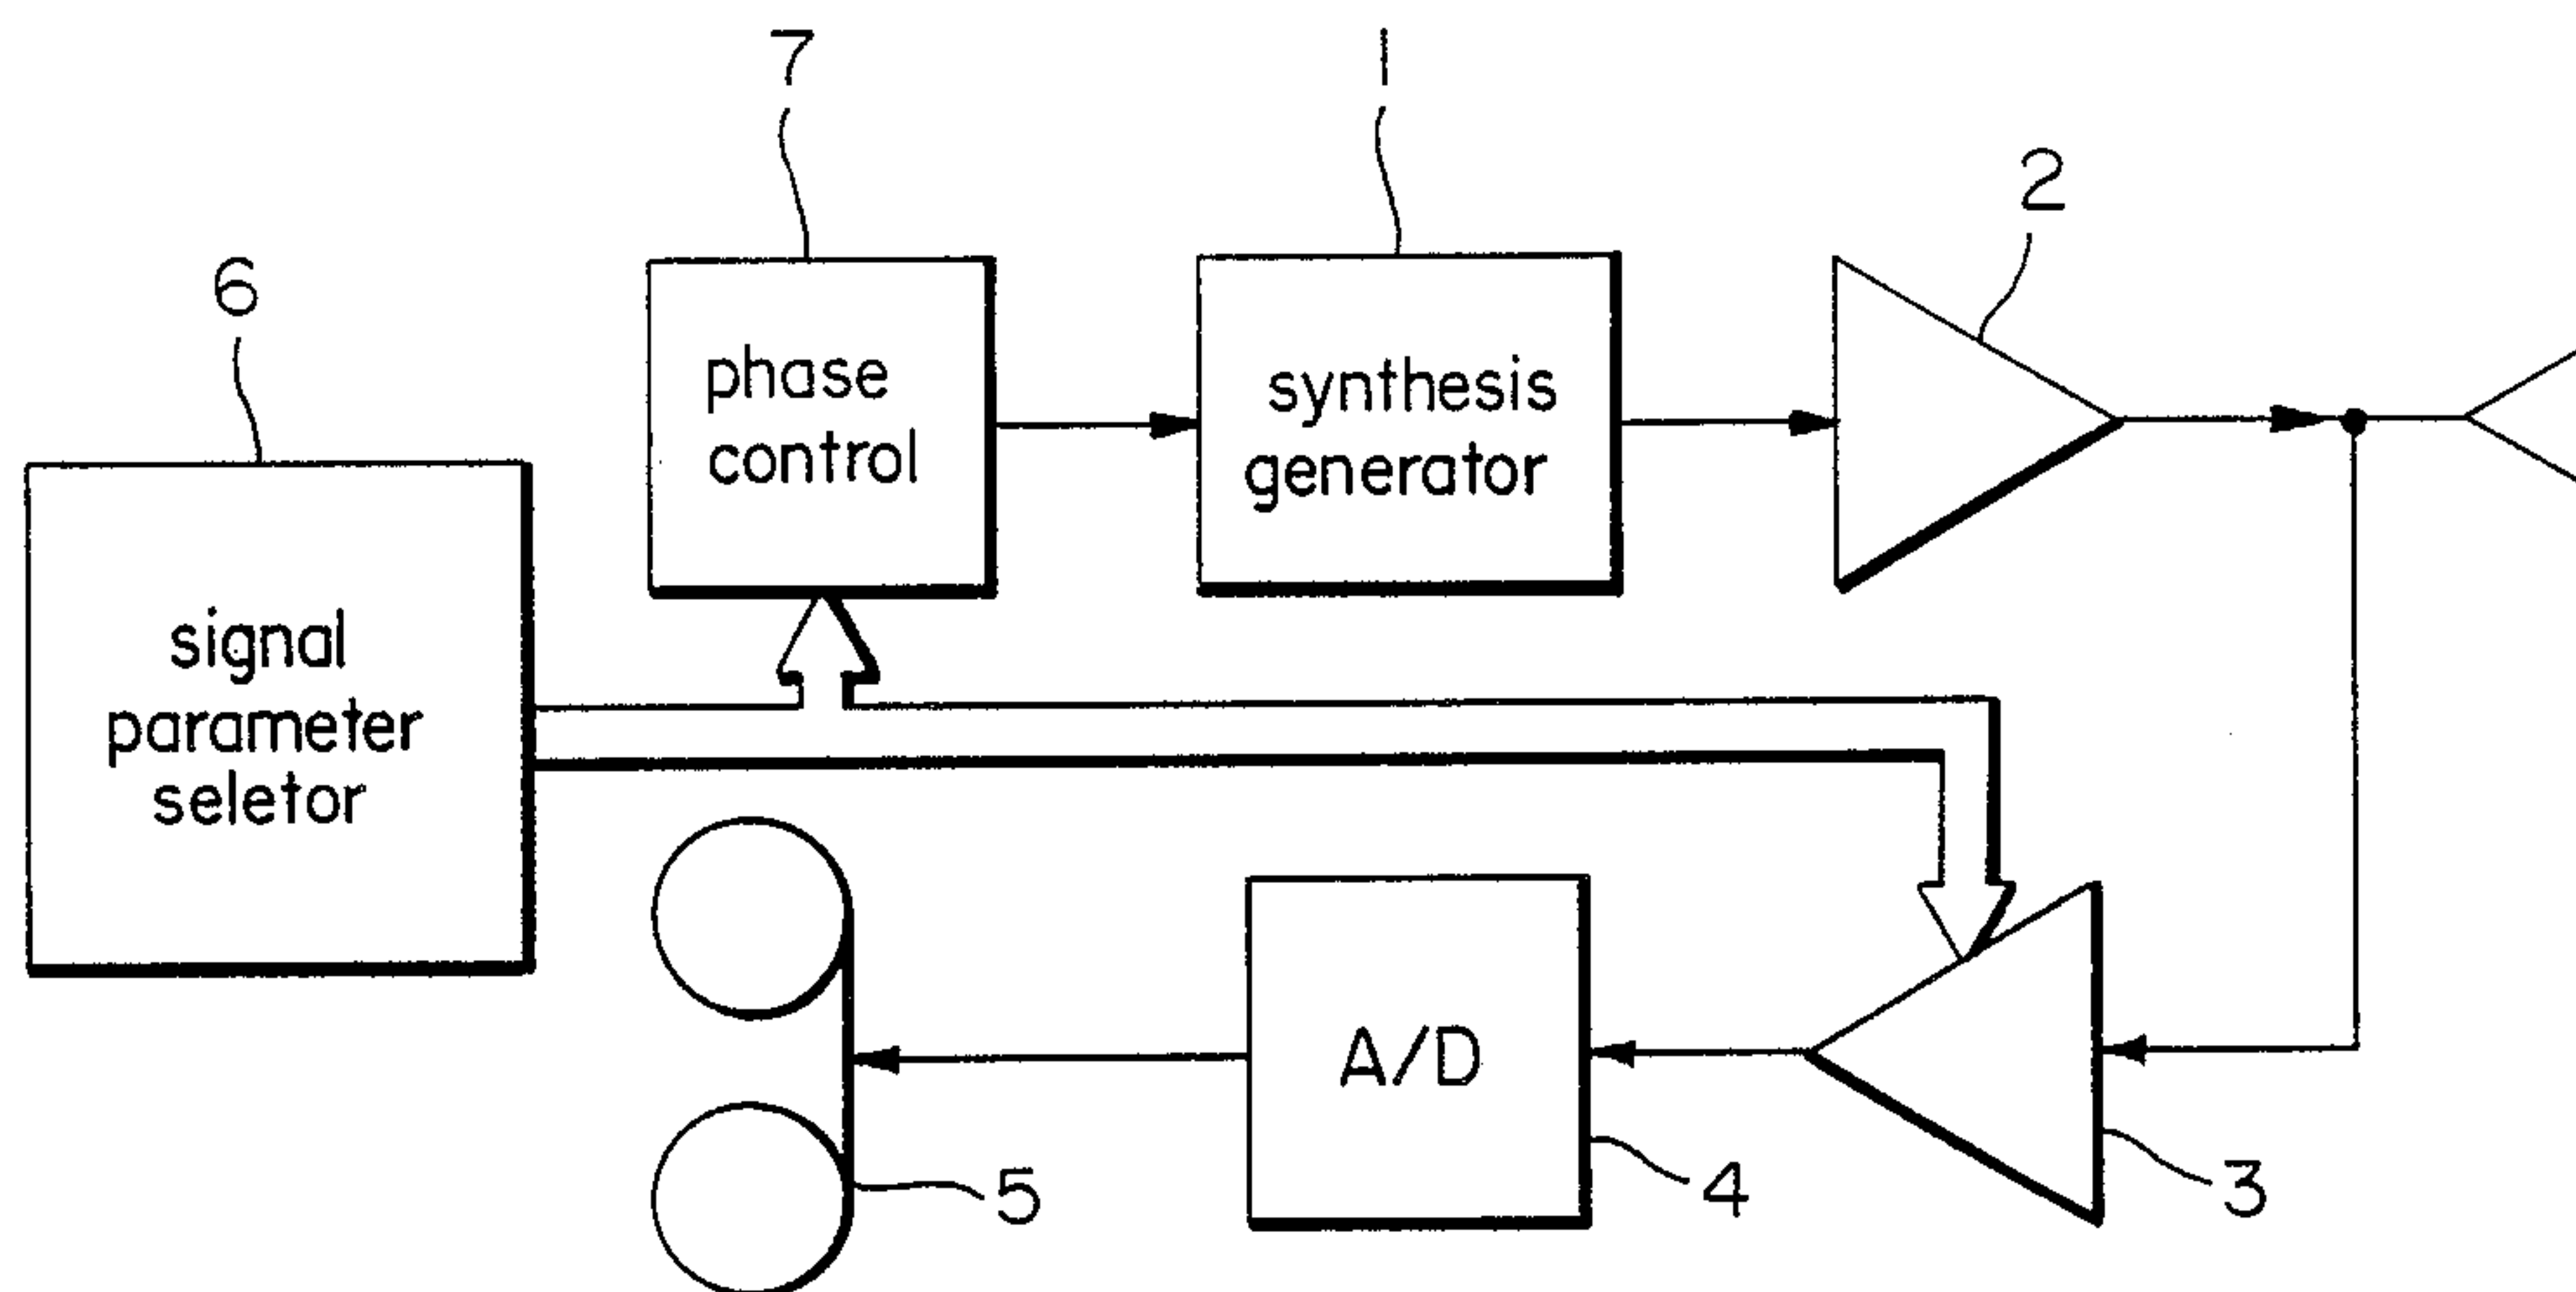 7
1
2
6
phase
control
synthesis
generator
signal
parameter
seletor
A/D
5
4
3